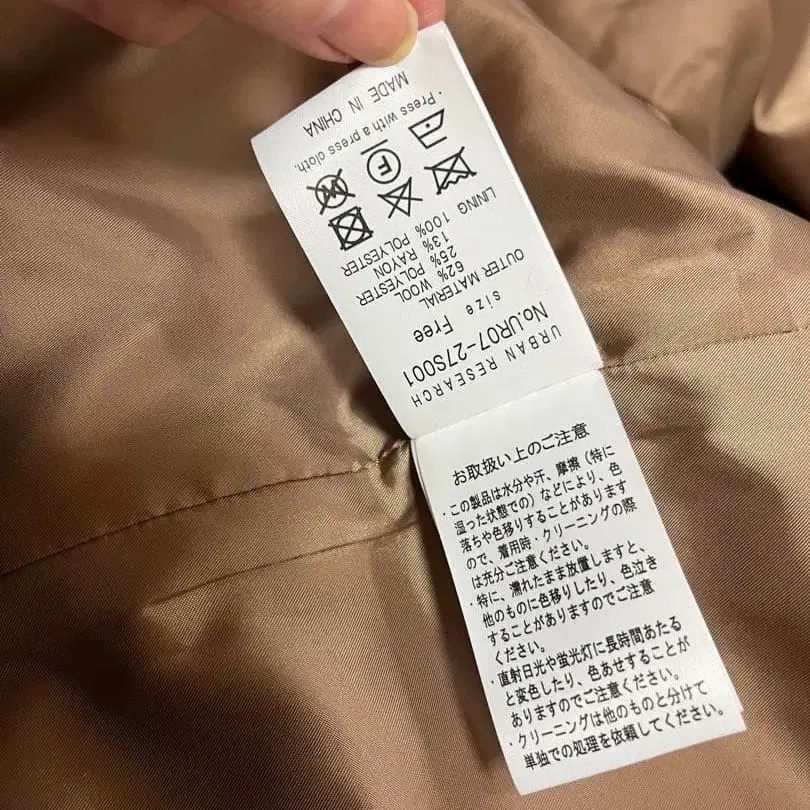 URBAN RESEARCH
No.UR07-27S001
size Free
OUTER MATERIAL
62% WOOL
25% POLYESTER
13% RAYON
LINING 100% POLYESTER
F
W
・Press with a press cloth.
MADE IN CHINA
お取扱い上のご注意
・この製品は水分や汗、摩擦（特に
湿った状態での）などにより、色
落ちや色移りすることがあります
ので、着用時・クリーニングの際
は充分ご注意ください。
・特に、濡れたまま放置しますと、
他のものに色移りしたり、色泣き
することがありますのでご注意
ください。
・直射日光や蛍光灯に長時間あたる
と変色したり、色あせすることが
ありますのでご注意ください。
・クリーニングは他のものと分けて
単独での処理を依頼してください。